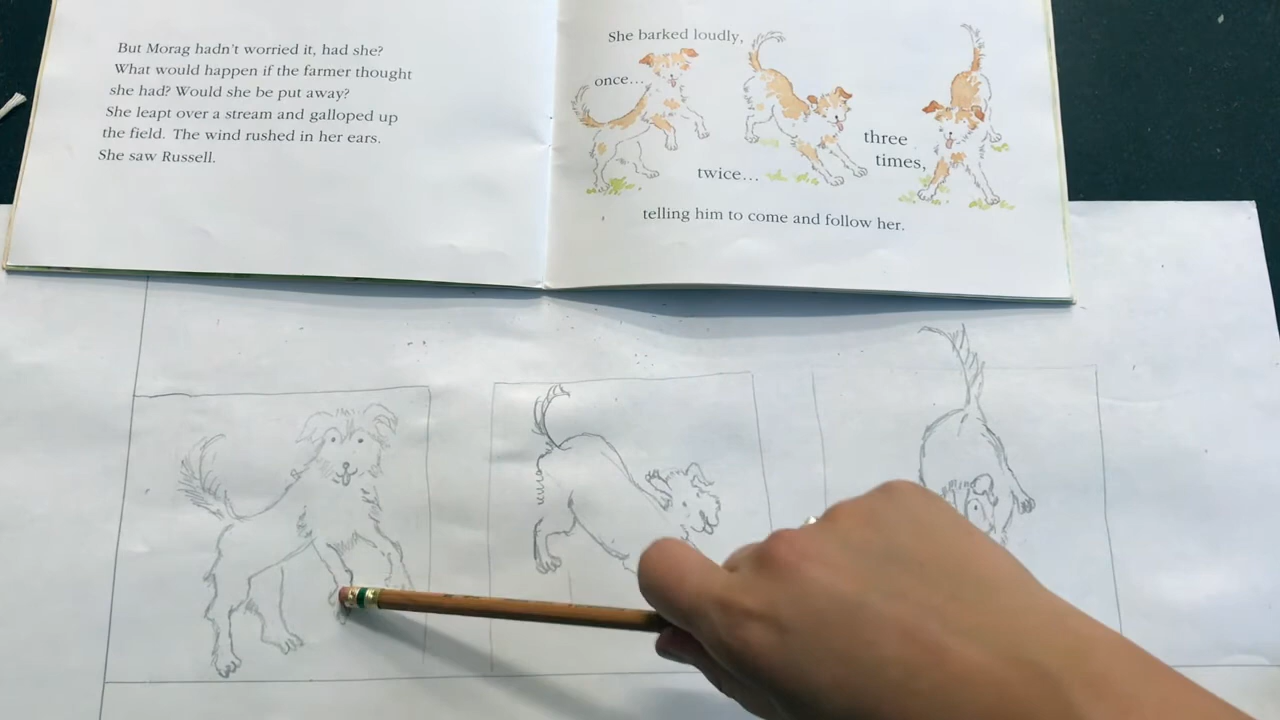 But Morag hadn't worried it, had she?
What would happen if the farmer thought
she had? Would she be put away?
She leapt over a stream and galloped up
the field. The wind rushed in her ears.
She saw Russell.
She barked loudly,
once...
twice...
three
times,
telling him to come and follow her.